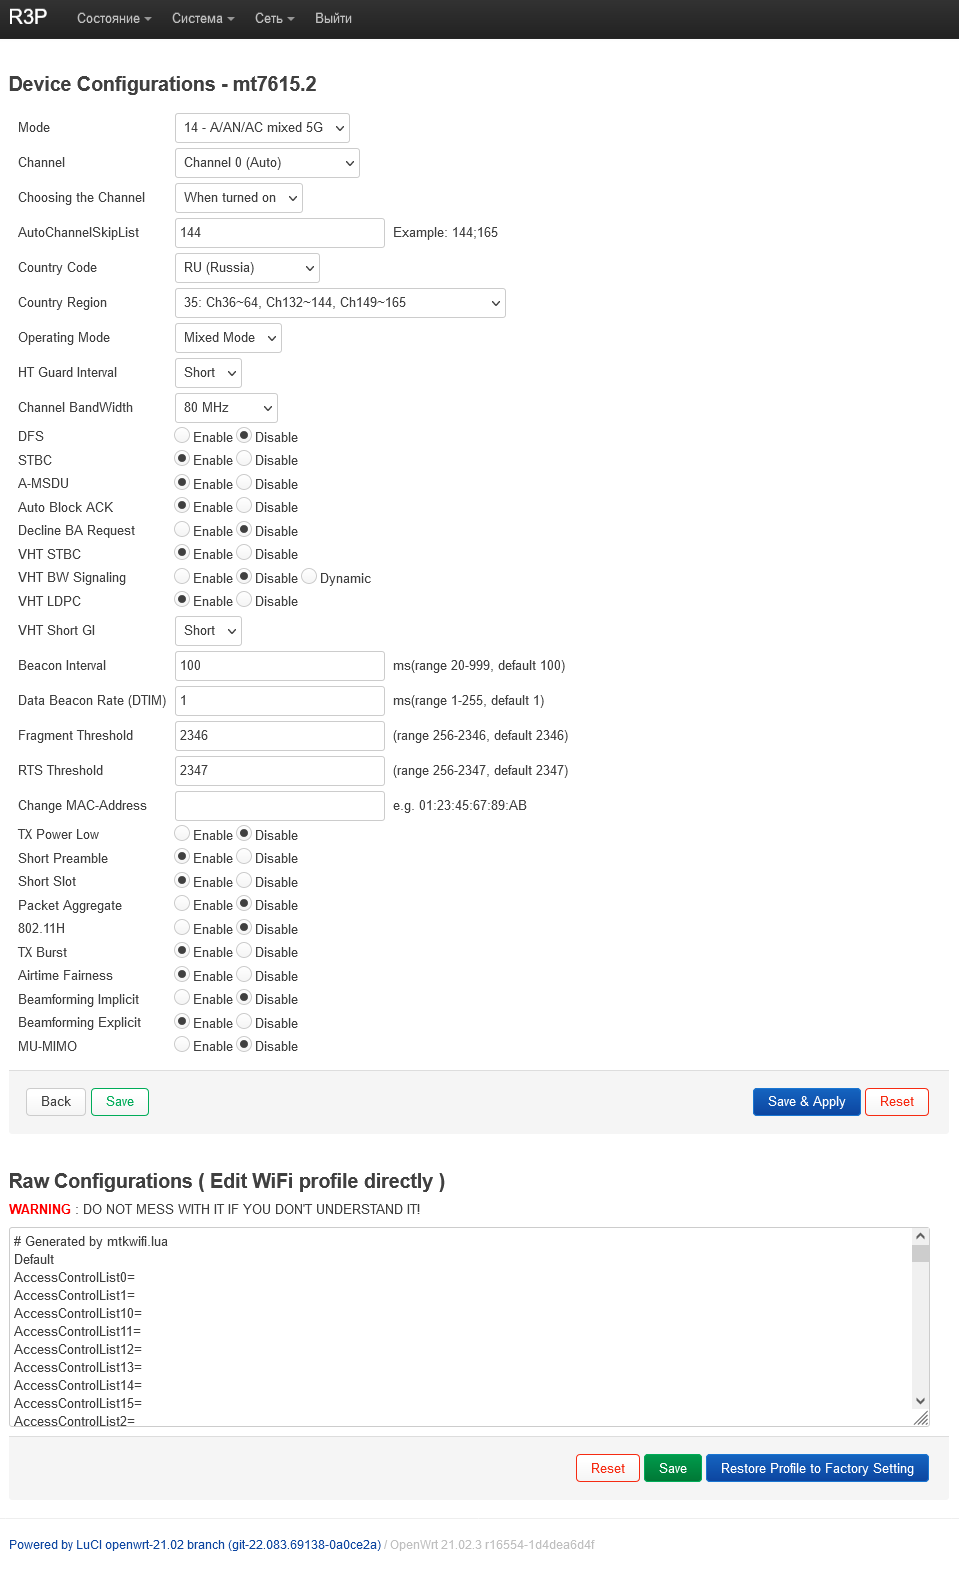 R3P Состояние Система Сеть Выйти
Device Configurations - mt7615.2
Mode 14 - A/AN/AC mixed 5G
Channel Channel 0 (Auto)
Choosing the Channel When turned on
AutoChannelSkipList 144 Example: 144;165
Country Code RU (Russia)
Country Region 35: Ch36~64, Ch132~144, Ch149~165
Operating Mode Mixed Mode
HT Guard Interval Short
Channel BandWidth 80 MHz
DFS Enable Disable
STBC Enable Disable
A-MSDU Enable Disable
Auto Block ACK Enable Disable
Decline BA Request Enable Disable
VHT STBC Enable Disable
VHT BW Signaling Enable Disable Dynamic
VHT LDPC Enable Disable
VHT Short GI Short
Beacon Interval 100 ms(range 20-999, default 100)
Data Beacon Rate (DTIM) 1 ms(range 1-255, default 1)
Fragment Threshold 2346 (range 256-2346, default 2346)
RTS Threshold 2347 (range 256-2347, default 2347)
Change MAC-Address e.g. 01:23:45:67:89:AB
TX Power Low Enable Disable
Short Preamble Enable Disable
Short Slot Enable Disable
Packet Aggregate Enable Disable
802.11H Enable Disable
TX Burst Enable Disable
Airtime Fairness Enable Disable
Beamforming Implicit Enable Disable
Beamforming Explicit Enable Disable
MU-MIMO Enable Disable
Back Save Save & Apply Reset
Raw Configurations ( Edit WiFi profile directly )
WARNING : DO NOT MESS WITH IT IF YOU DON'T UNDERSTAND IT!
# Generated by mtkwifi.lua
Default
AccessControlList0=
AccessControlList1=
AccessControlList10=
AccessControlList11=
AccessControlList12=
AccessControlList13=
AccessControlList14=
AccessControlList15=
AccessControlList2=
Reset Save Restore Profile to Factory Setting
Powered by LuCI openwrt-21.02 branch (git-22.083.69138-0a0ce2a) / OpenWrt 21.02.3 r16554-1d4dea6d4f